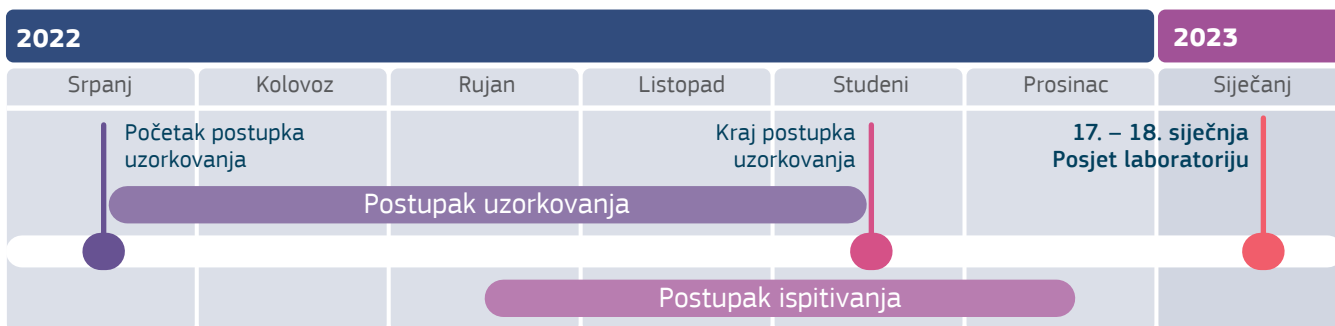 2022
2023
Srpanj
Kolovoz
Rujan
Listopad
Studeni
Prosinac
Siječanj
Početak postupka
uzorkovanja
Kraj postupka
uzorkovanja
17. – 18. siječnja
Posjet laboratoriju
Postupak uzorkovanja
Postupak ispitivanja